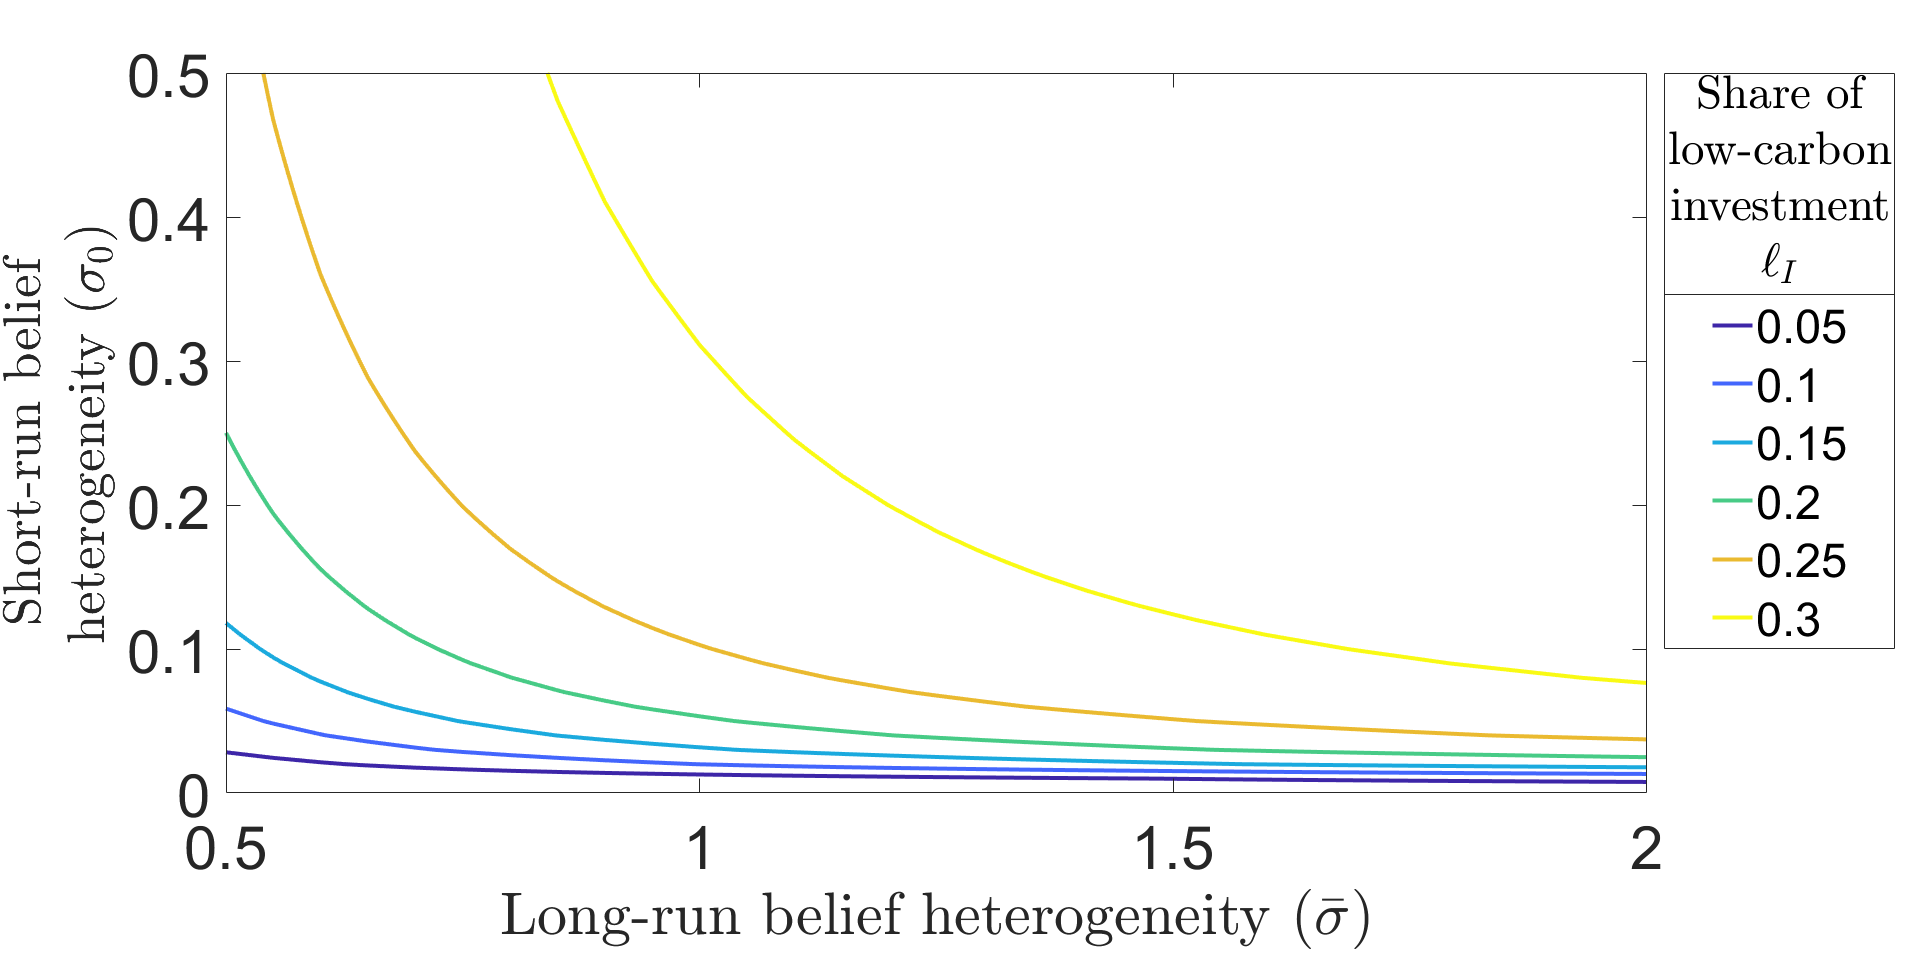 Short-run belief
heterogeneity (σ₀)
0.5
0.4
0.3
0.2
0.1
0
0.5 1 1.5 2
Long-run belief heterogeneity (σ̄)
Share of
low-carbon
investment
ℓ_I
0.05
0.1
0.15
0.2
0.25
0.3